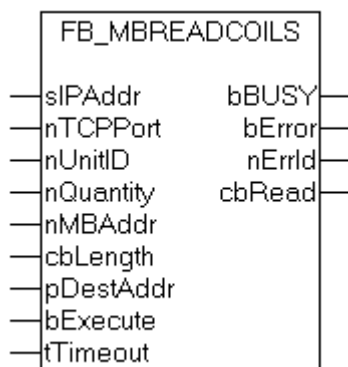 FB_MBREADCOILS
sIPAddr bBUSY
nTCPPort bError
nUnitID nErrId
nQuantity cbRead
nMBAddr
cbLength
pDestAddr
bExecute
tTimeout